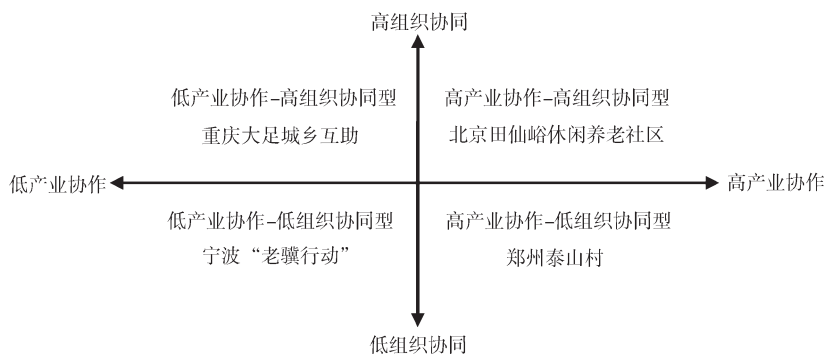 高组织协同
低产业协作–高组织协同型
重庆大足城乡互助
高产业协作–高组织协同型
北京田仙峪休闲养老社区
低产业协作
高产业协作
低产业协作–低组织协同型
宁波“老骥行动”
高产业协作–低组织协同型
郑州泰山村
低组织协同